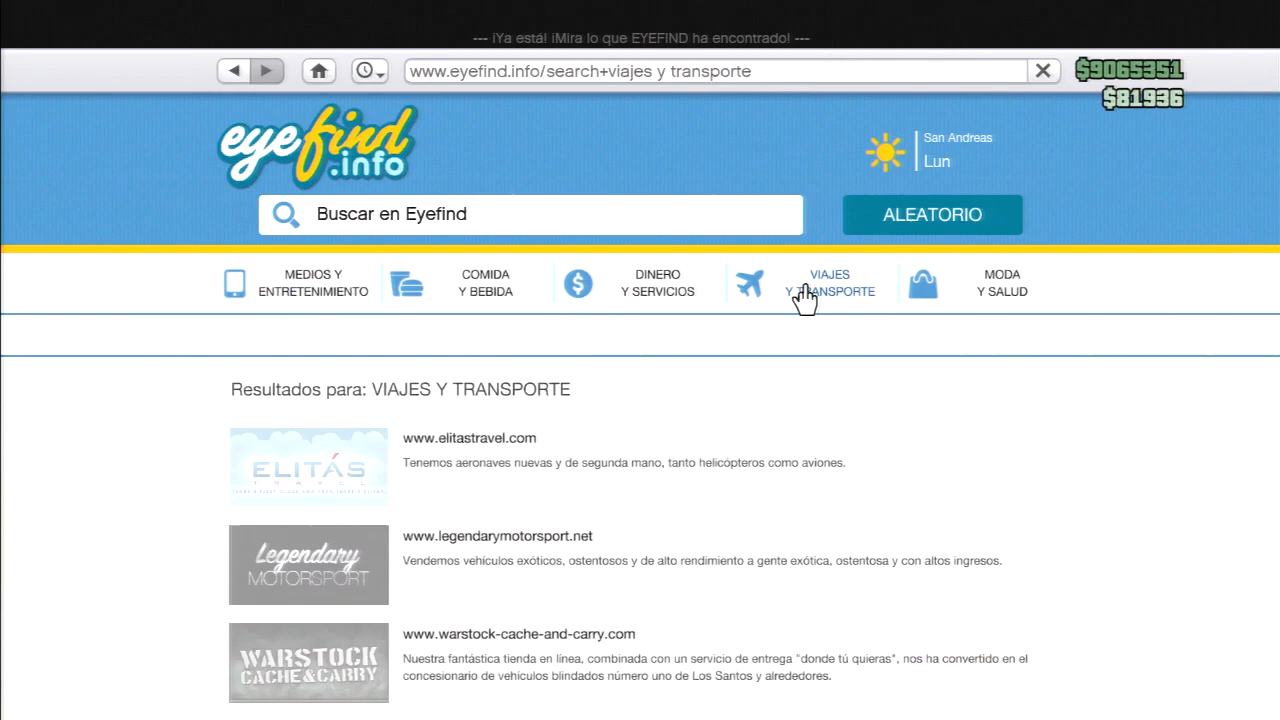 --- ¡Ya está! ¡Mira lo que EYEFIND ha encontrado! ---
www.eyefind.info/search+viajes y transporte
$9065351
$81936
eyefind
.info
San Andreas
Lun
Buscar en Eyefind
ALEATORIO
MEDIOS Y
ENTRETENIMIENTO
COMIDA
Y BEBIDA
DINERO
Y SERVICIOS
VIAJES
Y TRANSPORTE
MODA
Y SALUD
Resultados para: VIAJES Y TRANSPORTE
ELITÁS
TRAVEL
www.elitastravel.com
Tenemos aeronaves nuevas y de segunda mano, tanto helicópteros como aviones.
Legendary
MOTORSPORT
www.legendarymotorsport.net
Vendemos vehículos exóticos, ostentosos y de alto rendimiento a gente exótica, ostentosa y con altos ingresos.
WARSTOCK
CACHE&CARRY
www.warstock-cache-and-carry.com
Nuestra fantástica tienda en línea, combinada con un servicio de entrega "donde tú quieras", nos ha convertido en el
concesionario de vehículos blindados número uno de Los Santos y alrededores.